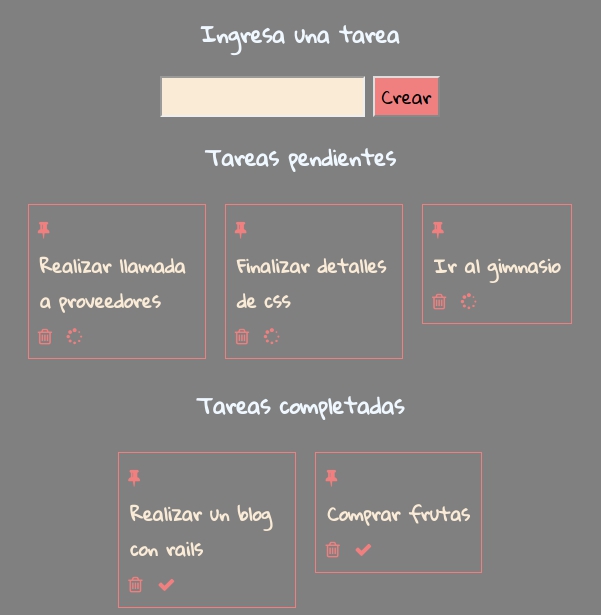 Ingresa una tarea
Crear
Tareas pendientes
Realizar llamada
a proveedores
Finalizar detalles
de css
Ir al gimnasio
Tareas completadas
Realizar un blog
con rails
Comprar frutas